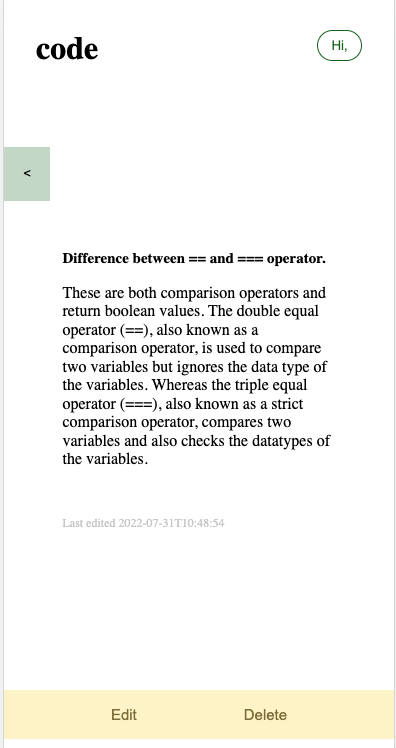 code
Hi,
<
Difference between == and === operator.
These are both comparison operators and
return boolean values. The double equal
operator (==), also known as a
comparison operator, is used to compare
two variables but ignores the data type of
the variables. Whereas the triple equal
operator (===), also known as a strict
comparison operator, compares two
variables and also checks the datatypes of
the variables.
Last edited 2022-07-31T10:48:54
Edit
Delete